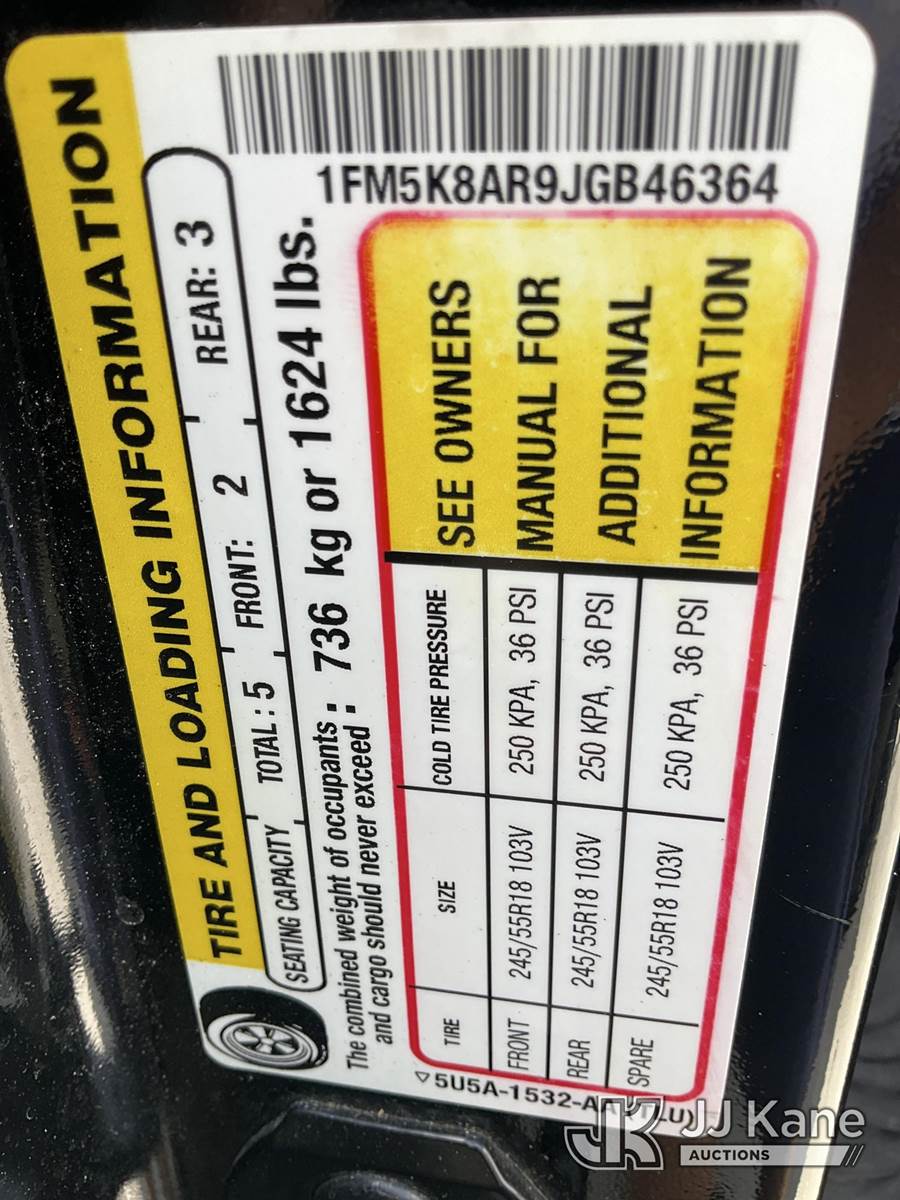 TIRE AND LOADING INFORMATION
SEATING CAPACITY TOTAL: 5 FRONT: 2 REAR: 3
The combined weight of occupants : 736 kg or 1624 lbs.
and cargo should never exceed :
TIRE SIZE COLD TIRE PRESSURE
FRONT 245/55R18 103V 250 KPA, 36 PSI
REAR 245/55R18 103V 250 KPA, 36 PSI
SPARE 245/55R18 103V 250 KPA, 36 PSI
SEE OWNERS
MANUAL FOR
ADDITIONAL
INFORMATION
5U5A-1532-AA
1FM5K8AR9JGB46364
JK JJ Kane
AUCTIONS